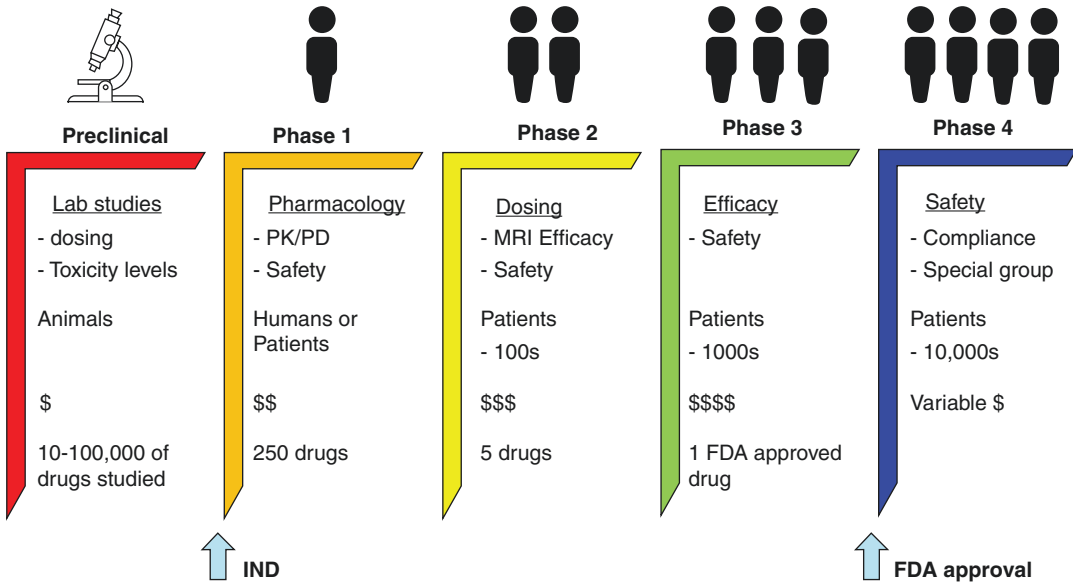 Preclinical
Lab studies
- dosing
- Toxicity levels
Animals
$
10-100,000 of
drugs studied
Phase 1
Pharmacology
- PK/PD
- Safety
Humans or
Patients
$$
250 drugs
Phase 2
Dosing
- MRI Efficacy
- Safety
Patients
- 100s
$$$
5 drugs
Phase 3
Efficacy
- Safety
Patients
- 1000s
$$$$
1 FDA approved
drug
Phase 4
Safety
- Compliance
- Special group
Patients
- 10,000s
Variable $
IND
FDA approval